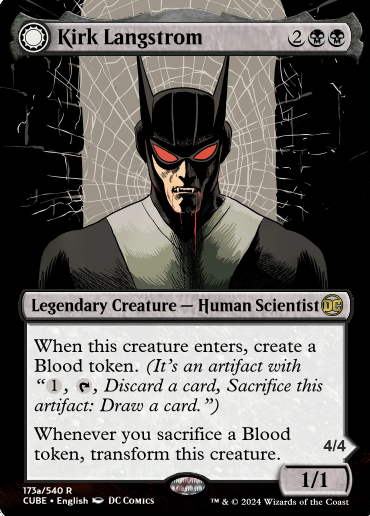 Kirk Langstrom 2
Legendary Creature — Human Scientist DC
When this creature enters, create a
Blood token. (It's an artifact with
"1, , Discard a card, Sacrifice this
artifact: Draw a card.")
Whenever you sacrifice a Blood
token, transform this creature.
4/4
1/1
173a/540 R
CUBE • English DC Comics
™ & © 2024 Wizards of the Coast